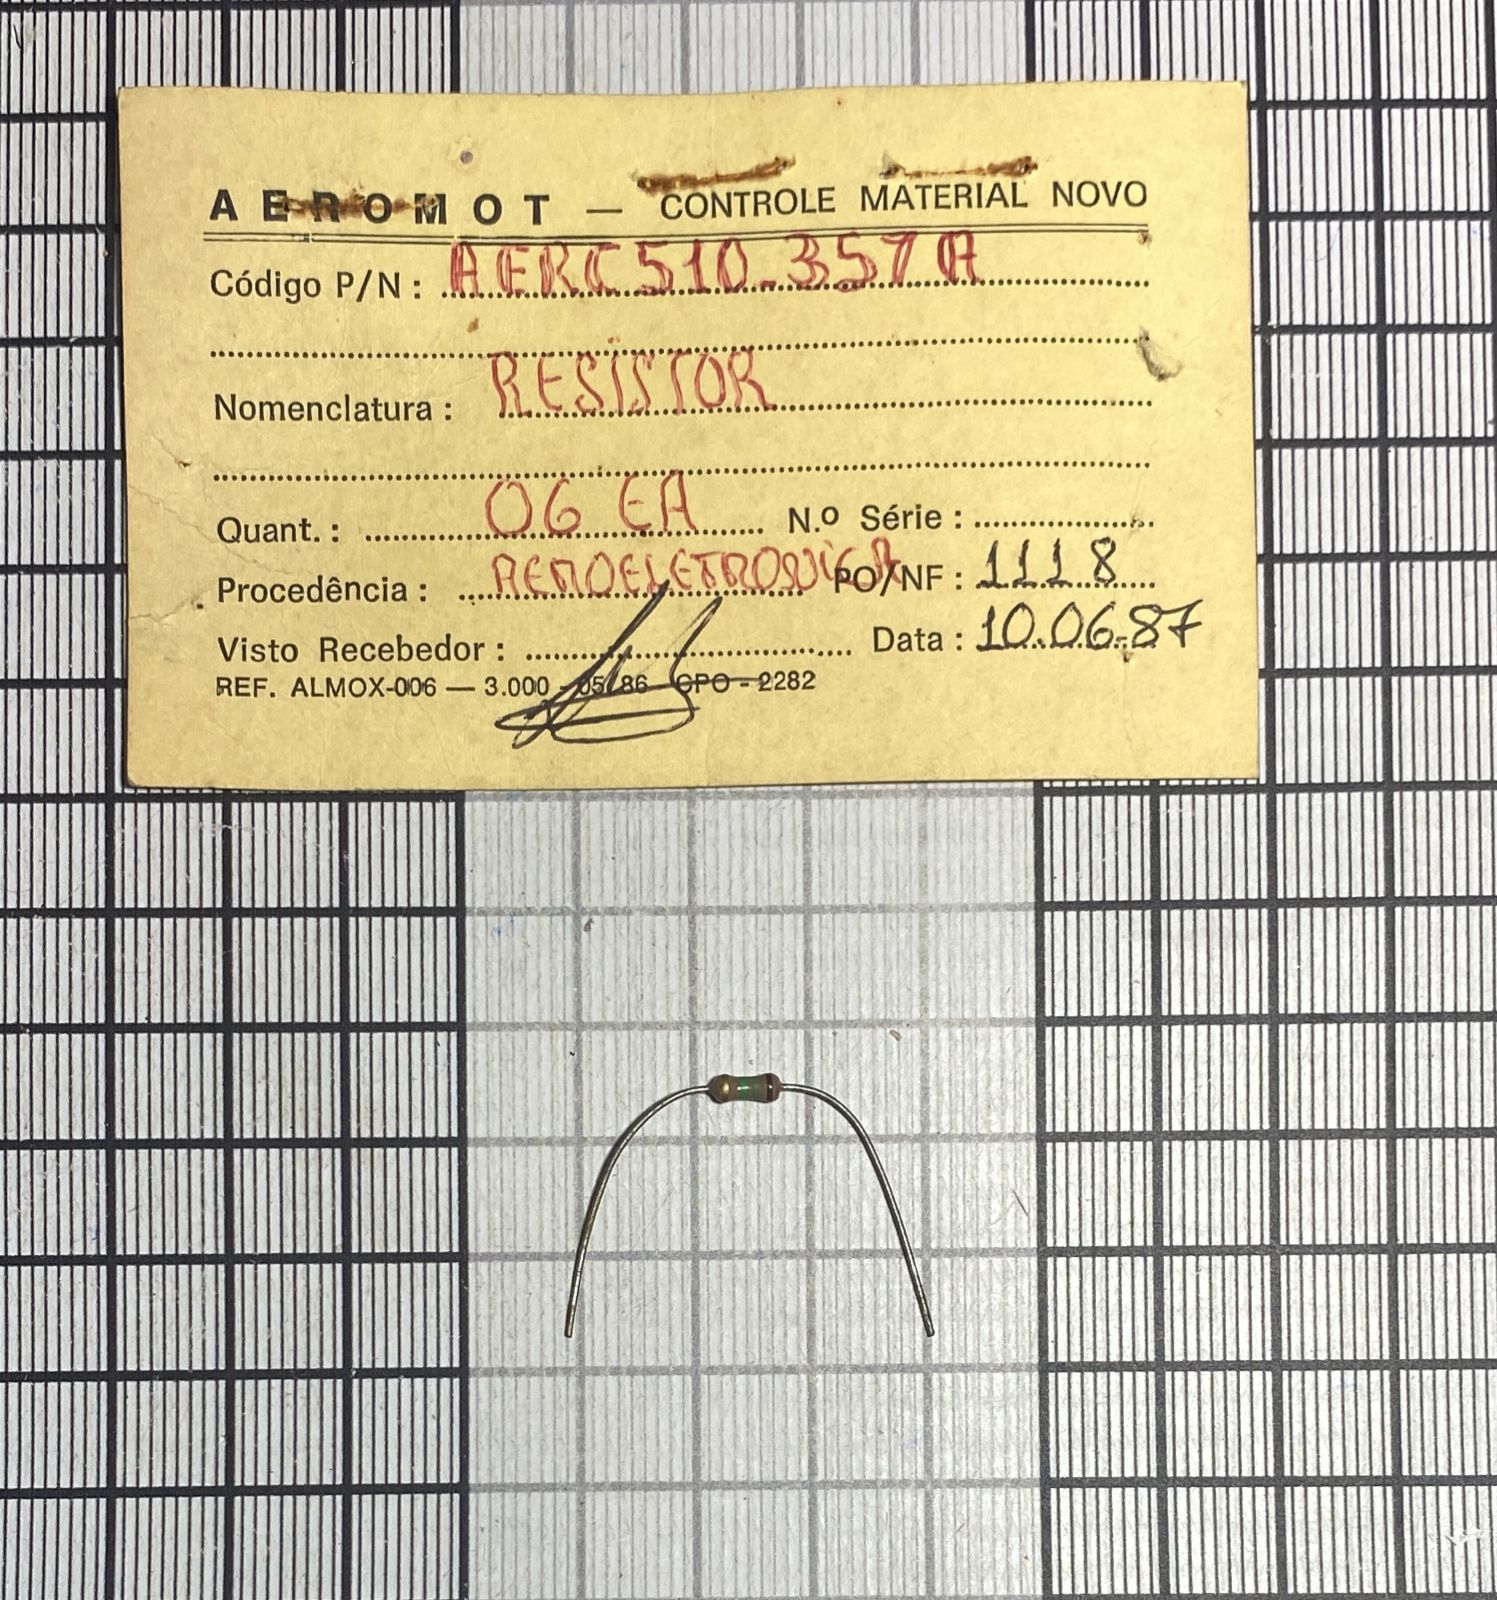 AEROMOT — CONTROLE MATERIAL NOVO
Código P/N : AERC510-357A
Nomenclatura : RESISTOR
Quant. : 06 EA N.º Série :
Procedência : AEROELETRONICA PO/NF : 1118
Visto Recebedor : Data : 10.06.87
REF. ALMOX-006 — 3.000 - 05/86 - GPO - 2282